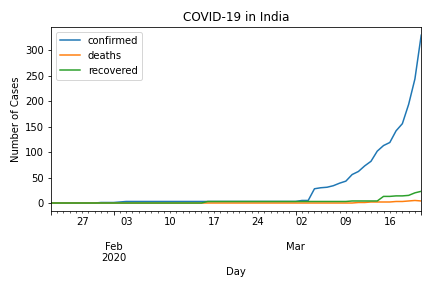 COVID-19 in India
confirmed
deaths
recovered
Number of Cases
300
250
200
150
100
50
0
27 03 10 17 24 02 09 16
Feb Mar
2020
Day